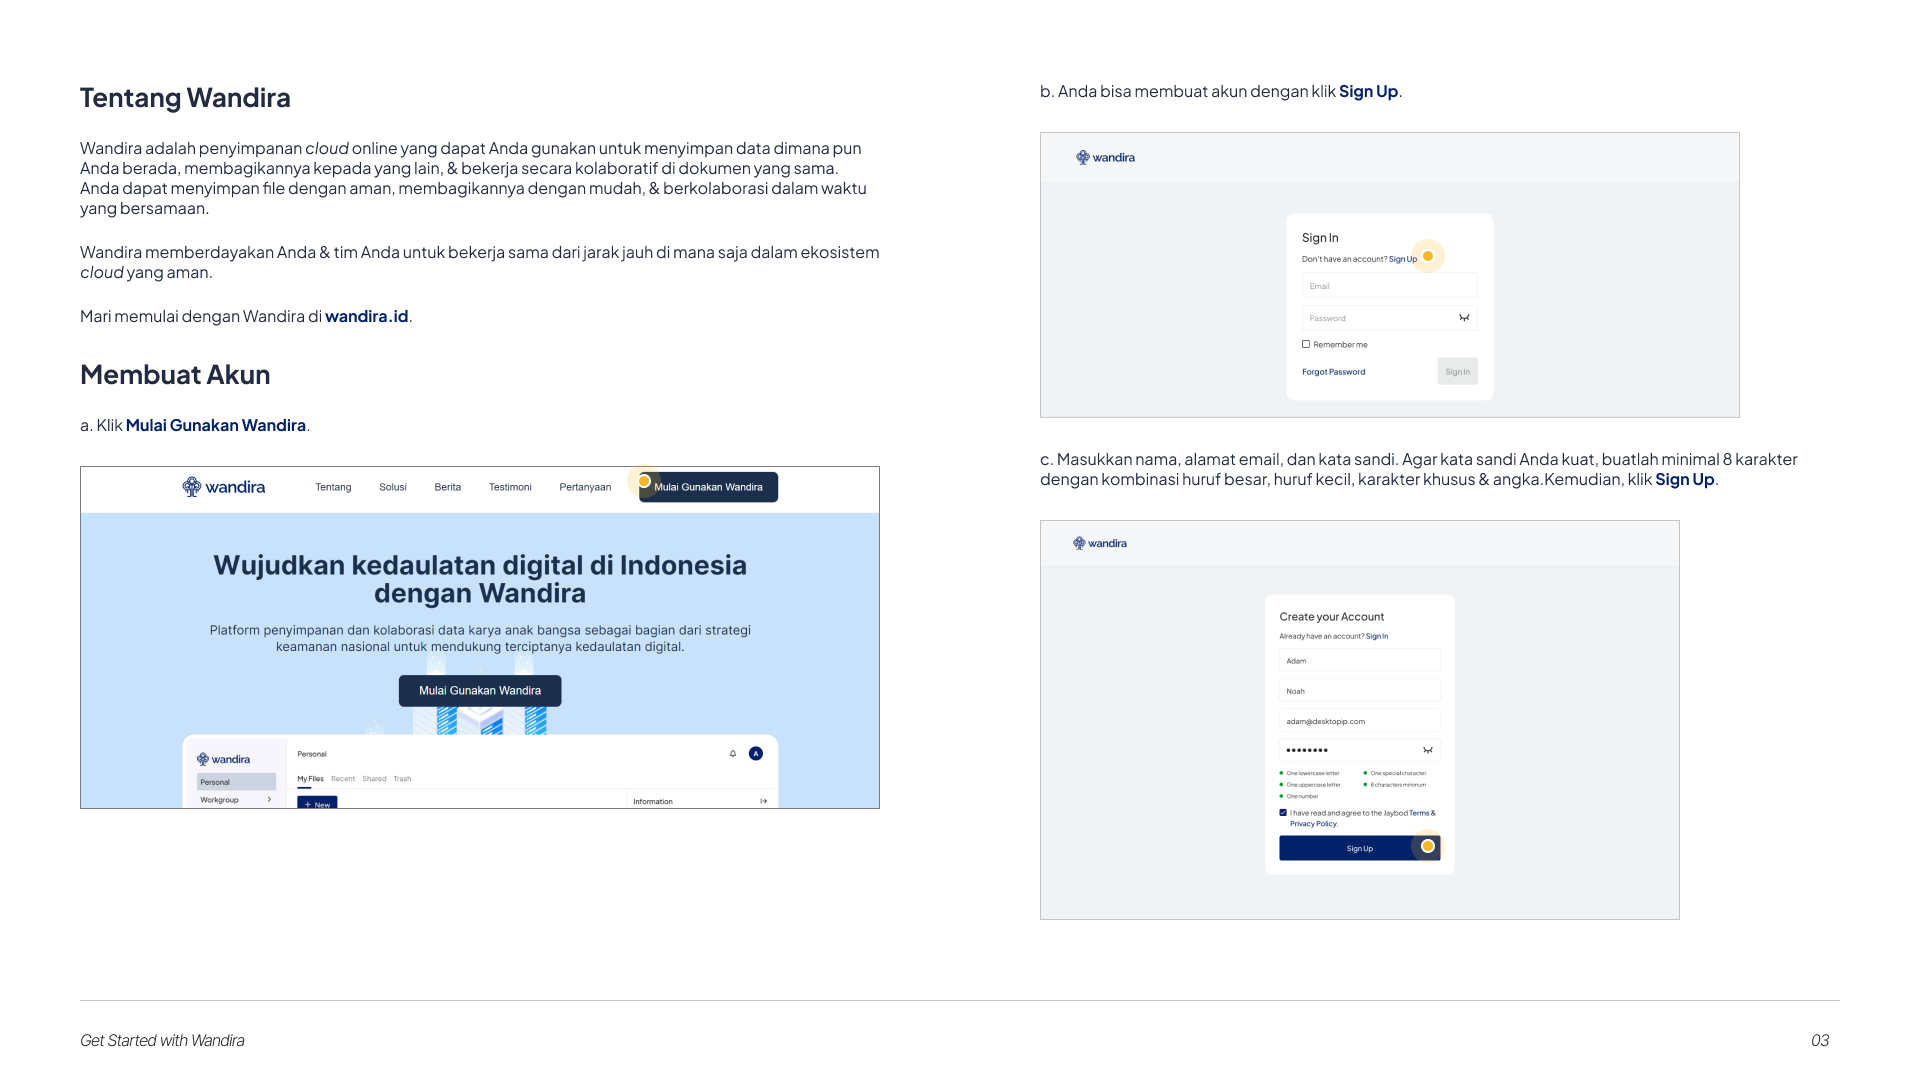 Tentang Wandira
Wandira adalah penyimpanan cloud online yang dapat Anda gunakan untuk menyimpan data dimana pun
Anda berada, membagikannya kepada yang lain, & bekerja secara kolaboratif di dokumen yang sama.
Anda dapat menyimpan file dengan aman, membagikannya dengan mudah, & berkolaborasi dalam waktu
yang bersamaan.
Wandira memberdayakan Anda & tim Anda untuk bekerja sama dari jarak jauh di mana saja dalam ekosistem
cloud yang aman.
Mari memulai dengan Wandira di wandira.id.
Membuat Akun
a. Klik Mulai Gunakan Wandira.
wandira Tentang Solusi Berita Testimoni Pertanyaan Mulai Gunakan Wandira
Wujudkan kedaulatan digital di Indonesia
dengan Wandira
Platform penyimpanan dan kolaborasi data karya anak bangsa sebagai bagian dari strategi
keamanan nasional untuk mendukung terciptanya kedaulatan digital.
Mulai Gunakan Wandira
wandira
Personal
Workgroup
Personal
A
My Files Recent Shared Trash
+ New
Information
b. Anda bisa membuat akun dengan klik Sign Up.
wandira
Sign In
Don't have an account? Sign Up
Email
Password
Remember me
Forgot Password Sign In
c. Masukkan nama, alamat email, dan kata sandi. Agar kata sandi Anda kuat, buatlah minimal 8 karakter
dengan kombinasi huruf besar, huruf kecil, karakter khusus & angka.Kemudian, klik Sign Up.
wandira
Create your Account
Already have an account? Sign In
Adam
Noah
adam@desktopip.com
••••••••
One lowercase letter One special character
One uppercase letter 8 characters minimum
One number
I have read and agree to the Jaybod Terms &
Privacy Policy.
Sign Up
Get Started with Wandira 03